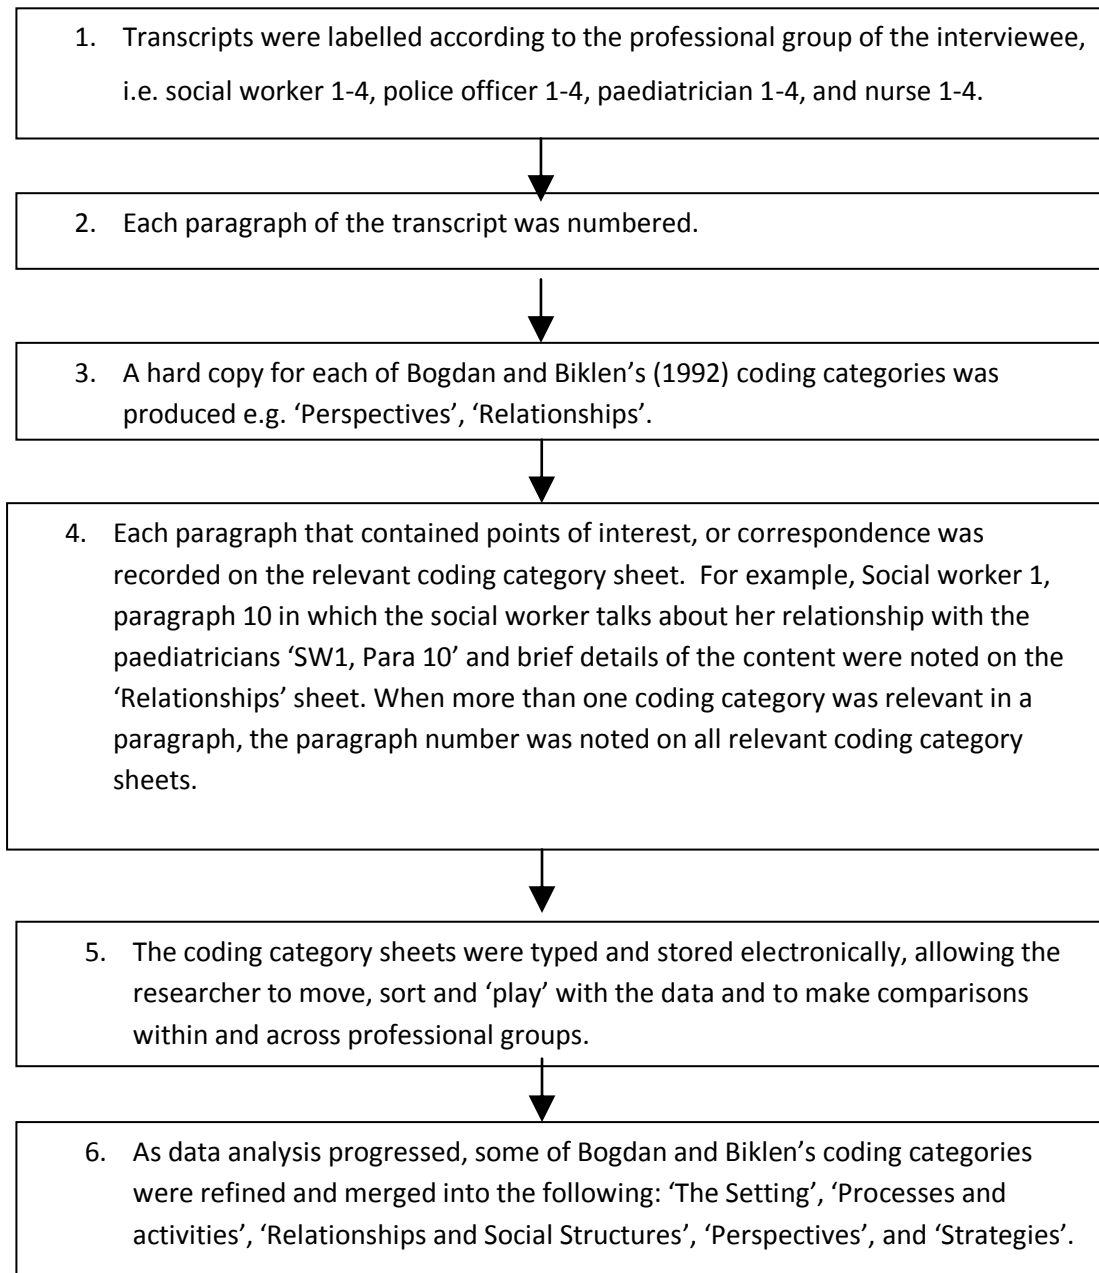 1. Transcripts were labelled according to the professional group of the interviewee,
i.e. social worker 1-4, police officer 1-4, paediatrician 1-4, and nurse 1-4.
2. Each paragraph of the transcript was numbered.
3. A hard copy for each of Bogdan and Biklen’s (1992) coding categories was
produced e.g. ‘Perspectives’, ‘Relationships’.
4. Each paragraph that contained points of interest, or correspondence was
recorded on the relevant coding category sheet.  For example, Social worker 1,
paragraph 10 in which the social worker talks about her relationship with the
paediatricians ‘SW1, Para 10’ and brief details of the content were noted on the
‘Relationships’ sheet. When more than one coding category was relevant in a
paragraph, the paragraph number was noted on all relevant coding category
sheets.
5. The coding category sheets were typed and stored electronically, allowing the
researcher to move, sort and ‘play’ with the data and to make comparisons
within and across professional groups.
6. As data analysis progressed, some of Bogdan and Biklen’s coding categories
were refined and merged into the following: ‘The Setting’, ‘Processes and
activities’, ‘Relationships and Social Structures’, ‘Perspectives’, and ‘Strategies’.